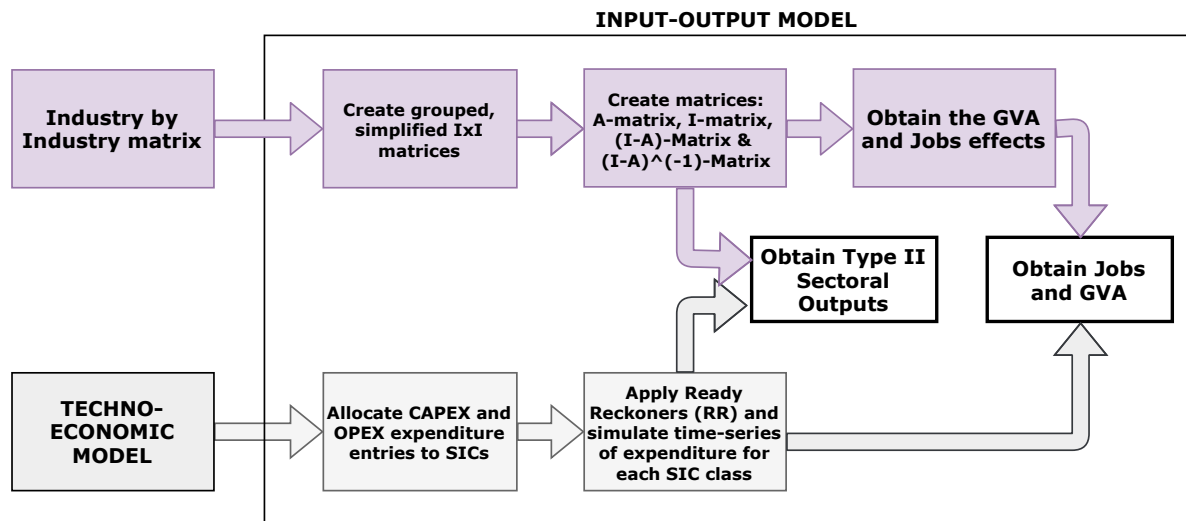 INPUT-OUTPUT MODEL
Industry by
Industry matrix
Create grouped,
simplified IxI
matrices
Create matrices:
A-matrix, I-matrix,
(I-A)-Matrix &
(I-A)^(-1)-Matrix
Obtain the GVA
and Jobs effects
Obtain Type II
Sectoral
Outputs
Obtain Jobs
and GVA
TECHNO-
ECONOMIC
MODEL
Allocate CAPEX and
OPEX expenditure
entries to SICs
Apply Ready
Reckoners (RR) and
simulate time-series
of expenditure for
each SIC class